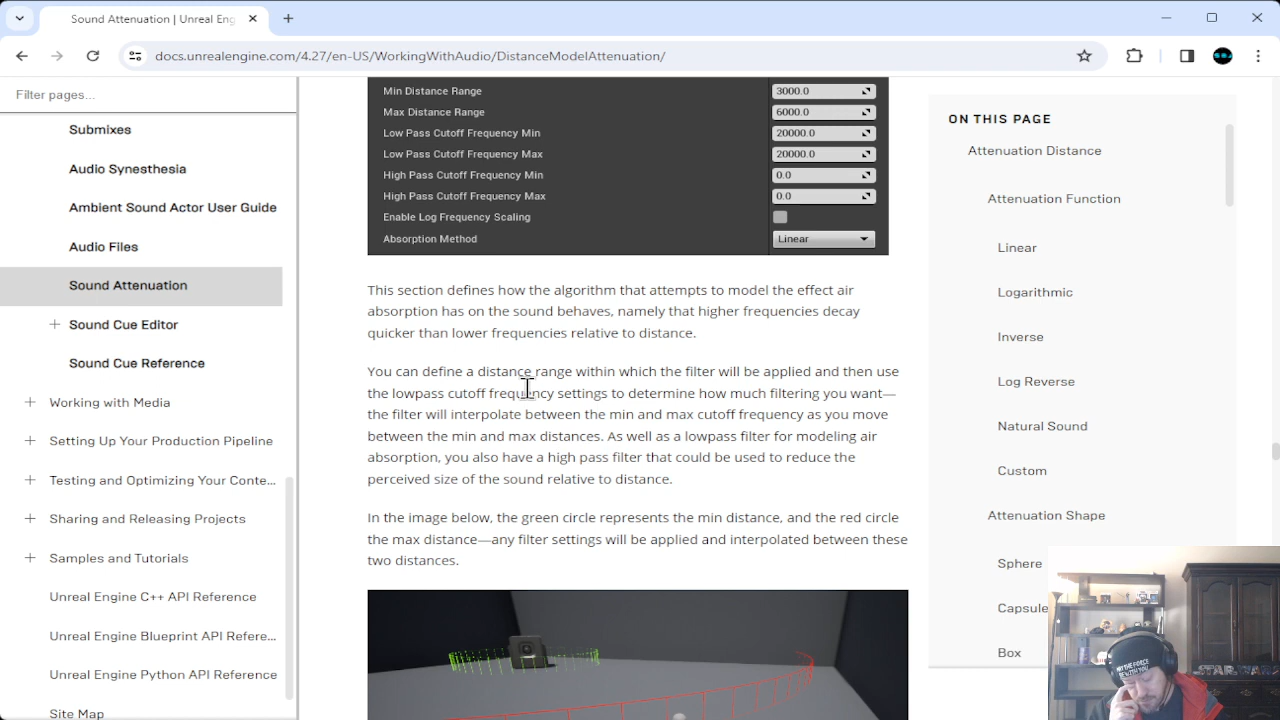 Sound Attenuation | Unreal Eng
docs.unrealengine.com/4.27/en-US/WorkingWithAudio/DistanceModelAttenuation/
Filter pages...
Submixes
Audio Synesthesia
Ambient Sound Actor User Guide
Audio Files
Sound Attenuation
Sound Cue Editor
Sound Cue Reference
Working with Media
Setting Up Your Production Pipeline
Testing and Optimizing Your Conte...
Sharing and Releasing Projects
Samples and Tutorials
Unreal Engine C++ API Reference
Unreal Engine Blueprint API Refere...
Unreal Engine Python API Reference
Site Map
Min Distance Range 3000.0
Max Distance Range 6000.0
Low Pass Cutoff Frequency Min 20000.0
Low Pass Cutoff Frequency Max 20000.0
High Pass Cutoff Frequency Min 0.0
High Pass Cutoff Frequency Max 0.0
Enable Log Frequency Scaling
Absorption Method Linear
This section defines how the algorithm that attempts to model the effect air
absorption has on the sound behaves, namely that higher frequencies decay
quicker than lower frequencies relative to distance.
You can define a distance range within which the filter will be applied and then use
the lowpass cutoff frequency settings to determine how much filtering you want—
the filter will interpolate between the min and max cutoff frequency as you move
between the min and max distances. As well as a lowpass filter for modeling air
absorption, you also have a high pass filter that could be used to reduce the
perceived size of the sound relative to distance.
In the image below, the green circle represents the min distance, and the red circle
the max distance—any filter settings will be applied and interpolated between these
two distances.
ON THIS PAGE
Attenuation Distance
Attenuation Function
Linear
Logarithmic
Inverse
Log Reverse
Natural Sound
Custom
Attenuation Shape
Sphere
Capsule
Box
MAY THE FORCE
BE WITH YOU
STAR WARS